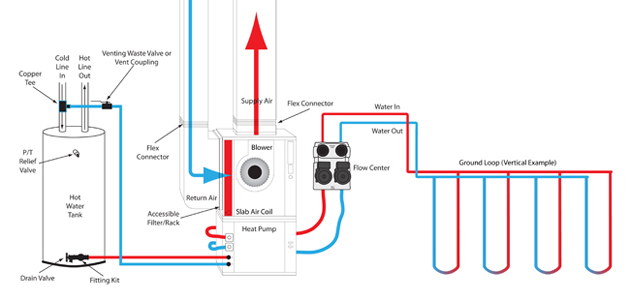 Cold
Line
In
Hot
Line
Out
Venting Waste Valve or
Vent Coupling
Copper
Tee
P/T
Relief
Valve
Hot
Water
Tank
Drain Valve
Fitting Kit
Flex
Connector
Return Air
Accessible
Filter/Rack
Supply Air
Flex Connector
Blower
Slab Air Coil
Heat Pump
Water In
Water Out
Flow Center
Ground Loop (Vertical Example)